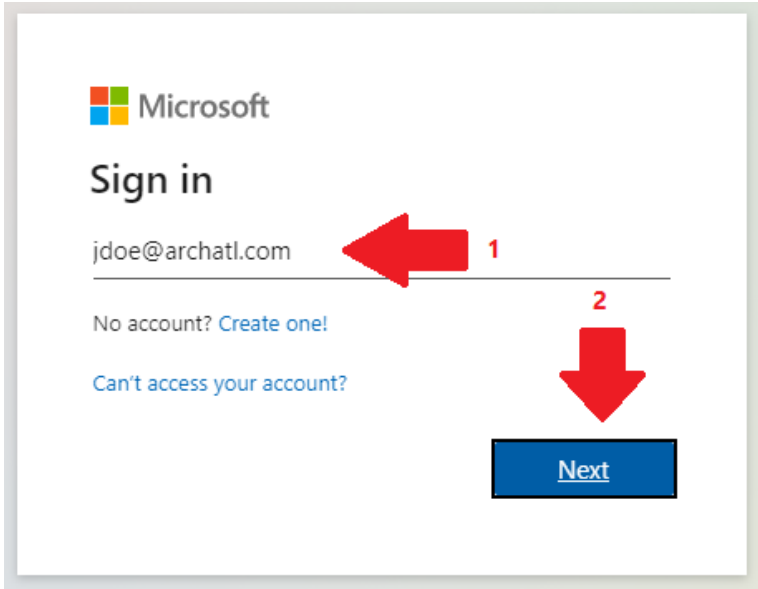 Microsoft
Sign in
jdoe@archatl.com
1
No account? Create one!
2
Can't access your account?
Next